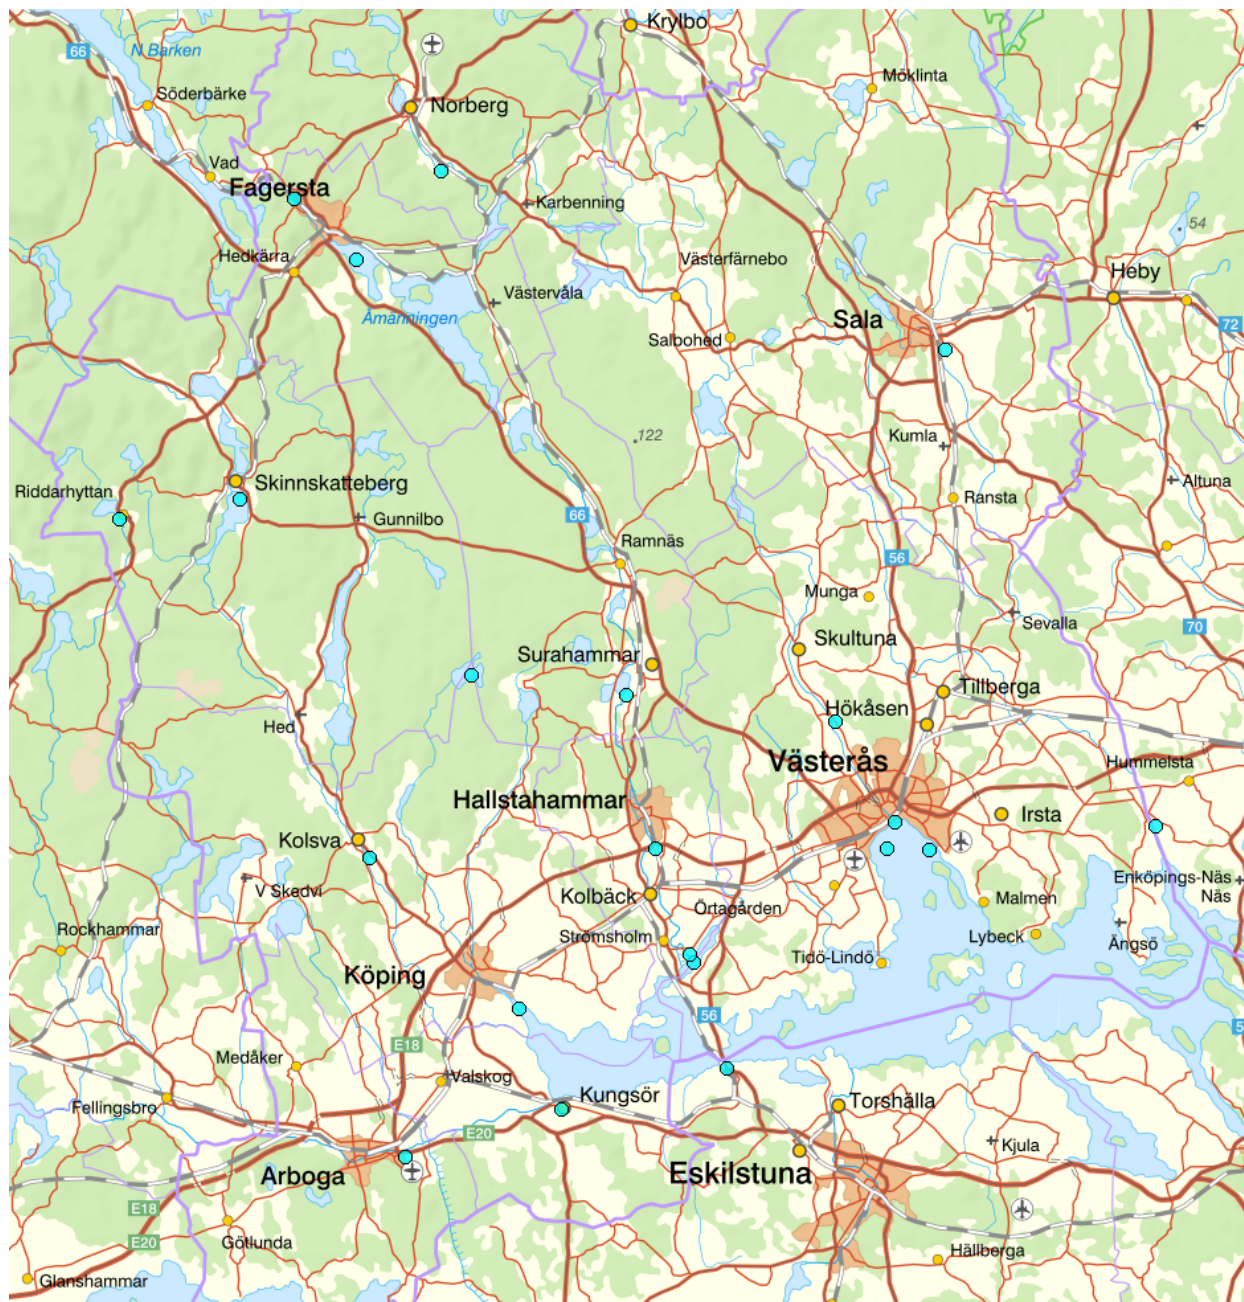 Krylbo
N Barken
66
Möklinta
Söderbärke
Norberg
Vad
Fagersta
Karbenning
54
Hedkärra
Västerfärnebo
Heby
Västervåla
Åmänningen
Sala
72
Salbohed
122
Kumla
Skinnskatteberg
Riddarhyttan
Altuna
Ransta
Gunnilbo
66
Ramnäs
56
Munga
Sevalla
70
Skultuna
Surahammar
Tillberga
Hökåsen
Hed
Västerås
Hummelsta
Hallstahammar
Irsta
Kolsva
Enköpings-Näs
Näs
V Skedvi
Kolbäck
Örtagården
Malmen
Rockhammar
Strömsholm
Lybeck
Ängsö
Tidö-Lindö
Köping
56
E18
Medåker
Valskog
Kungsör
Torshälla
Fellingsbro
E20
Kjula
Arboga
Eskilstuna
E18
E20
Götlunda
Hällberga
Glanshammar